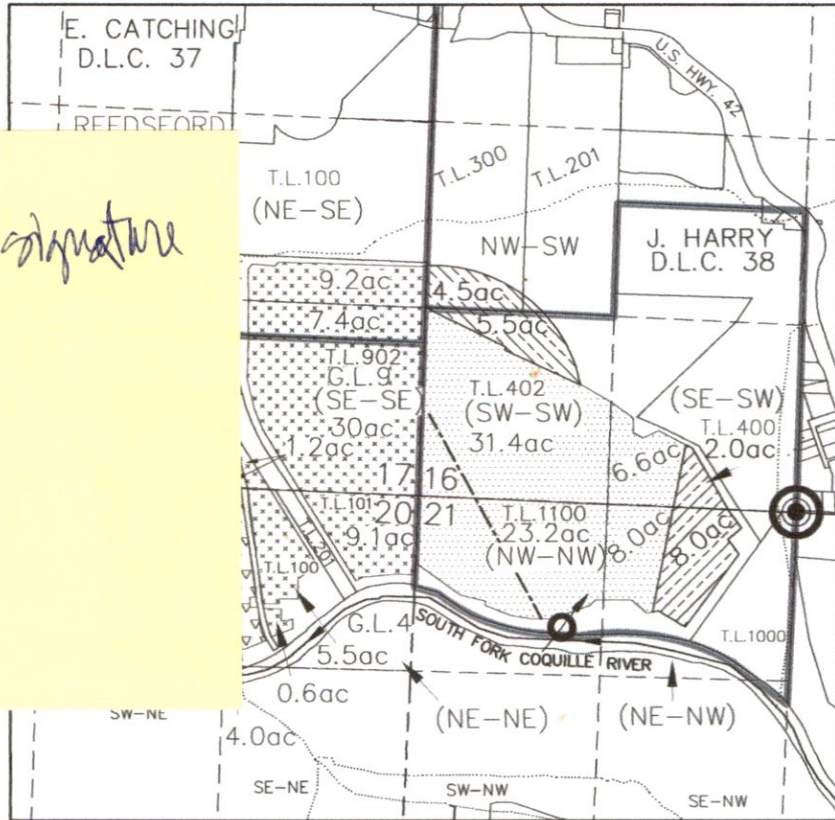 E. CATCHING
D.L.C. 37
REEDSFORD
U.S. HWY. 42
signature
T.L.100
(NE-SE)
T.L.300
T.L.201
NW-SW
J. HARRY
D.L.C. 38
9.2ac
4.5ac
7.4ac
5.5ac
T.L.902
G.L.9
(SE-SE)
30ac
T.L.402
(SW-SW)
31.4ac
(SE-SW)
T.L.400
2.0ac
1.2ac
6.6ac
17 16
20 21
T.L.101
9.1ac
T.L.1100
23.2ac
(NW-NW)
8.0ac
8.0ac
T.L.201
T.L.100
G.L.4
SOUTH FORK COQUILLE RIVER
T.L.1000
5.5ac
0.6ac
(NE-NE)
(NE-NW)
SW-NE
4.0ac
SE-NE
SW-NW
SE-NW